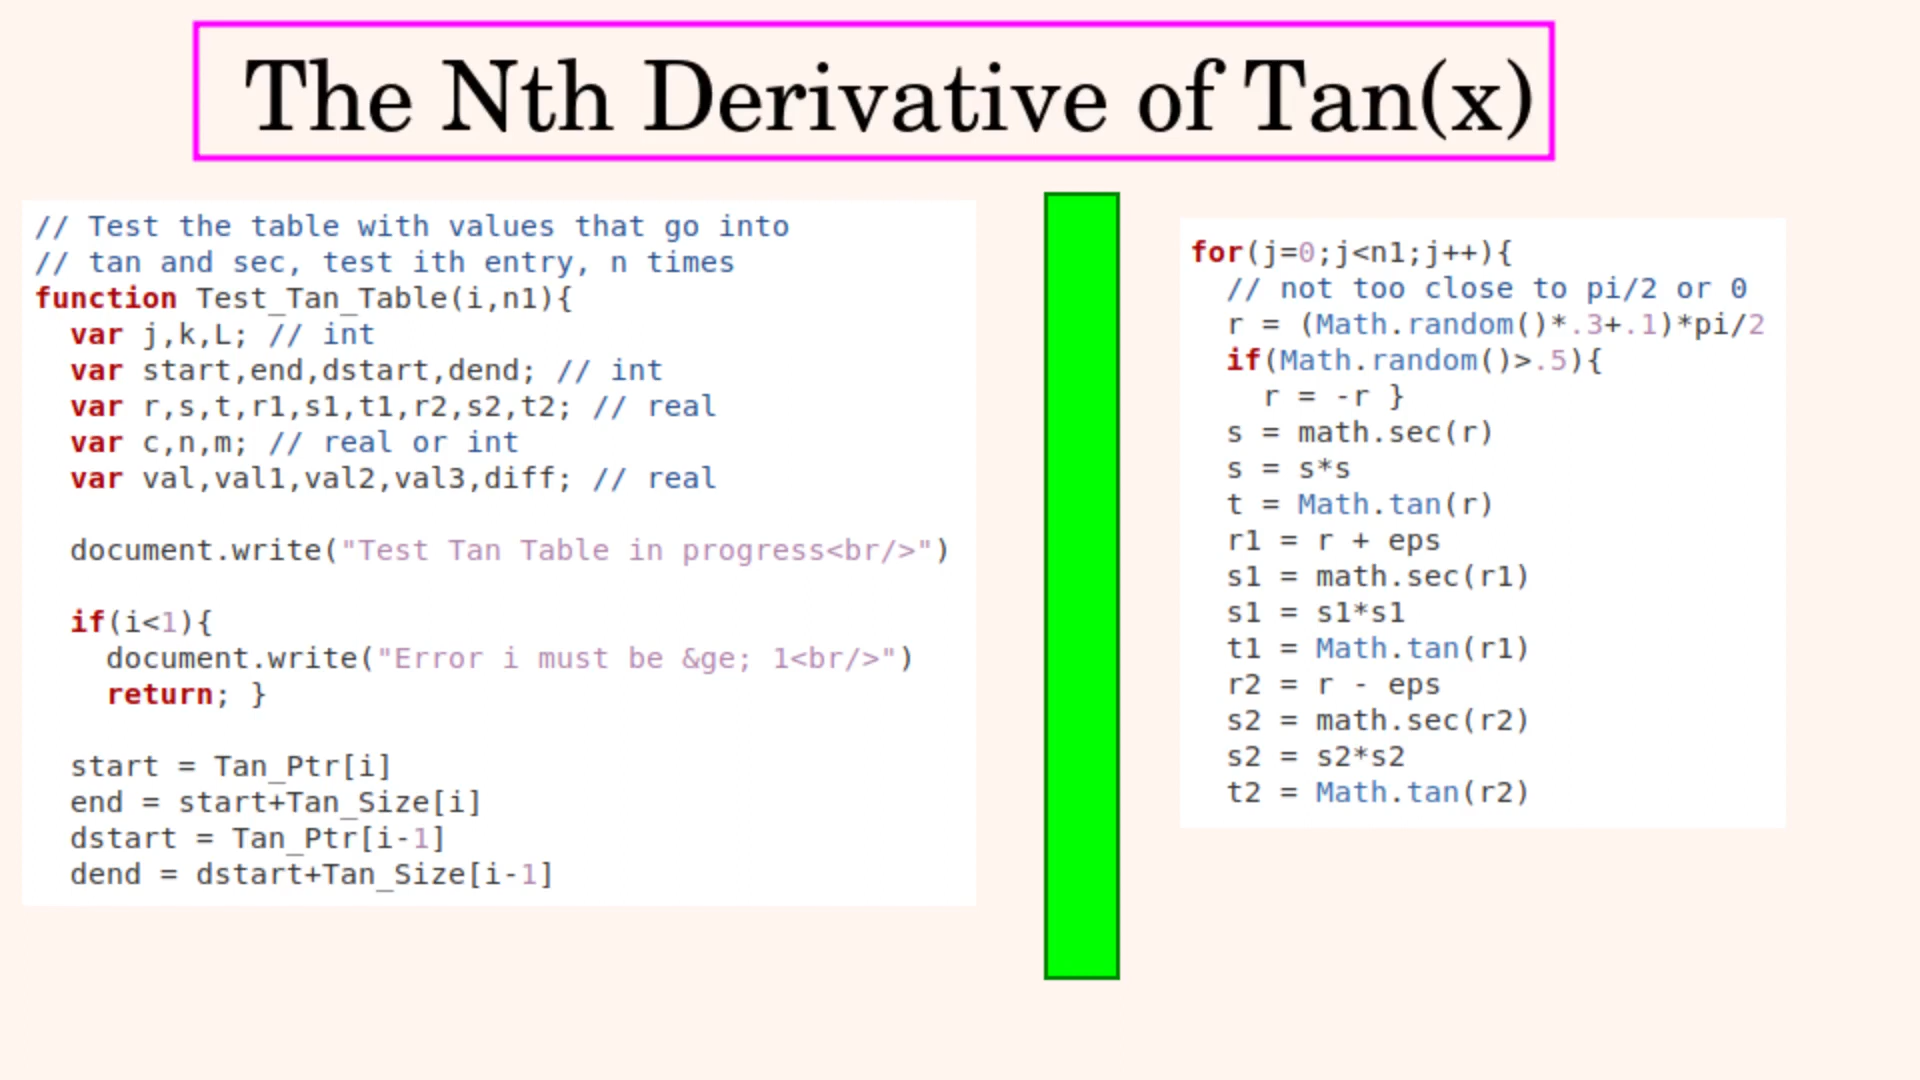 The Nth Derivative of Tan(x)
// Test the table with values that go into
// tan and sec, test ith entry, n times
function Test_Tan_Table(i,n1){
  var j,k,L; // int
  var start,end,dstart,dend; // int
  var r,s,t,r1,s1,t1,r2,s2,t2; // real
  var c,n,m; // real or int
  var val,val1,val2,val3,diff; // real
  document.write("Test Tan Table in progress<br/>")
  if(i<1){
    document.write("Error i must be &ge; 1<br/>")
    return; }
  start = Tan_Ptr[i]
  end = start+Tan_Size[i]
  dstart = Tan_Ptr[i-1]
  dend = dstart+Tan_Size[i-1]
for(j=0;j<n1;j++){
  // not too close to pi/2 or 0
  r = (Math.random()*.3+.1)*pi/2
  if(Math.random()>.5){
    r = -r }
  s = math.sec(r)
  s = s*s
  t = Math.tan(r)
  r1 = r + eps
  s1 = math.sec(r1)
  s1 = s1*s1
  t1 = Math.tan(r1)
  r2 = r - eps
  s2 = math.sec(r2)
  s2 = s2*s2
  t2 = Math.tan(r2)